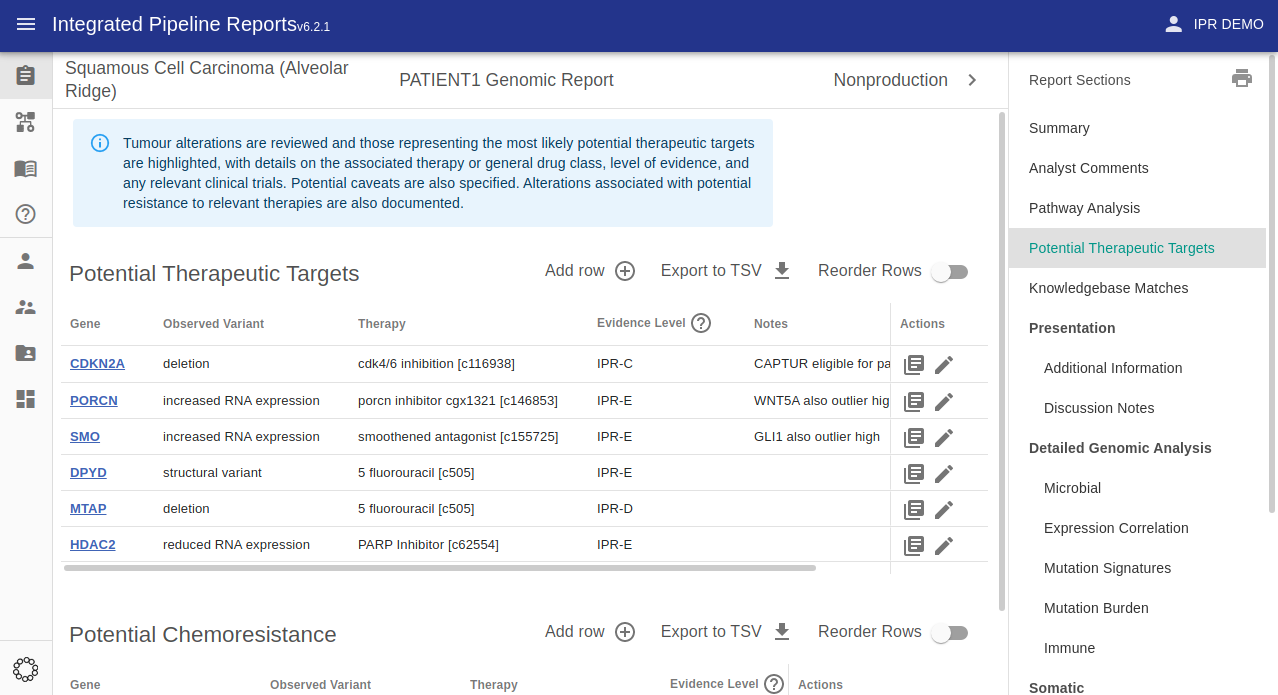 Integrated Pipeline Reports v6.2.1
IPR DEMO
Squamous Cell Carcinoma (Alveolar
Ridge)
PATIENT1 Genomic Report
Nonproduction
Tumour alterations are reviewed and those representing the most likely potential therapeutic targets
are highlighted, with details on the associated therapy or general drug class, level of evidence, and
any relevant clinical trials. Potential caveats are also specified. Alterations associated with potential
resistance to relevant therapies are also documented.
Potential Therapeutic Targets
Add row
Export to TSV
Reorder Rows
Gene Observed Variant Therapy Evidence Level Notes Actions
CDKN2A deletion cdk4/6 inhibition [c116938] IPR-C CAPTUR eligible for pa
PORCN increased RNA expression porcn inhibitor cgx1321 [c146853] IPR-E WNT5A also outlier hig
SMO increased RNA expression smoothened antagonist [c155725] IPR-E GLI1 also outlier high
DPYD structural variant 5 fluorouracil [c505] IPR-E
MTAP deletion 5 fluorouracil [c505] IPR-D
HDAC2 reduced RNA expression PARP Inhibitor [c62554] IPR-E
Potential Chemoresistance
Add row
Export to TSV
Reorder Rows
Gene Observed Variant Therapy Evidence Level Actions
Report Sections
Summary
Analyst Comments
Pathway Analysis
Potential Therapeutic Targets
Knowledgebase Matches
Presentation
Additional Information
Discussion Notes
Detailed Genomic Analysis
Microbial
Expression Correlation
Mutation Signatures
Mutation Burden
Immune
Somatic